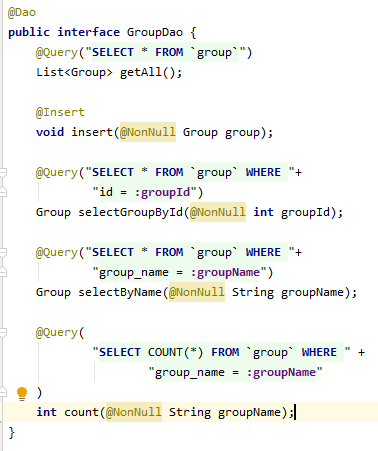 @Dao
public interface GroupDao {
@Query("SELECT * FROM `group`")
List<Group> getAll();
@Insert
void insert(@NonNull Group group);
@Query("SELECT * FROM `group` WHERE "+
"id = :groupId")
Group selectGroupById(@NonNull int groupId);
@Query("SELECT * FROM `group` WHERE "+
"group_name = :groupName")
Group selectByName(@NonNull String groupName);
@Query(
"SELECT COUNT(*) FROM `group` WHERE " +
"group_name = :groupName"
)
int count(@NonNull String groupName);
}